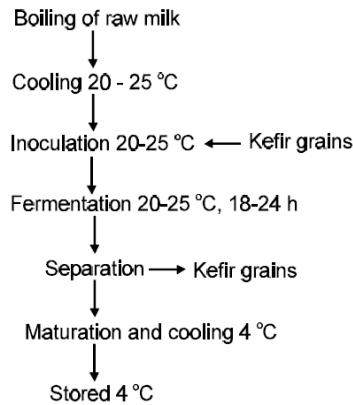 Boiling of raw milk
Cooling 20 - 25 °C
Inoculation 20-25 °C
Kefir grains
Fermentation 20-25 °C, 18-24 h
Separation
Kefir grains
Maturation and cooling 4 °C
Stored 4 °C